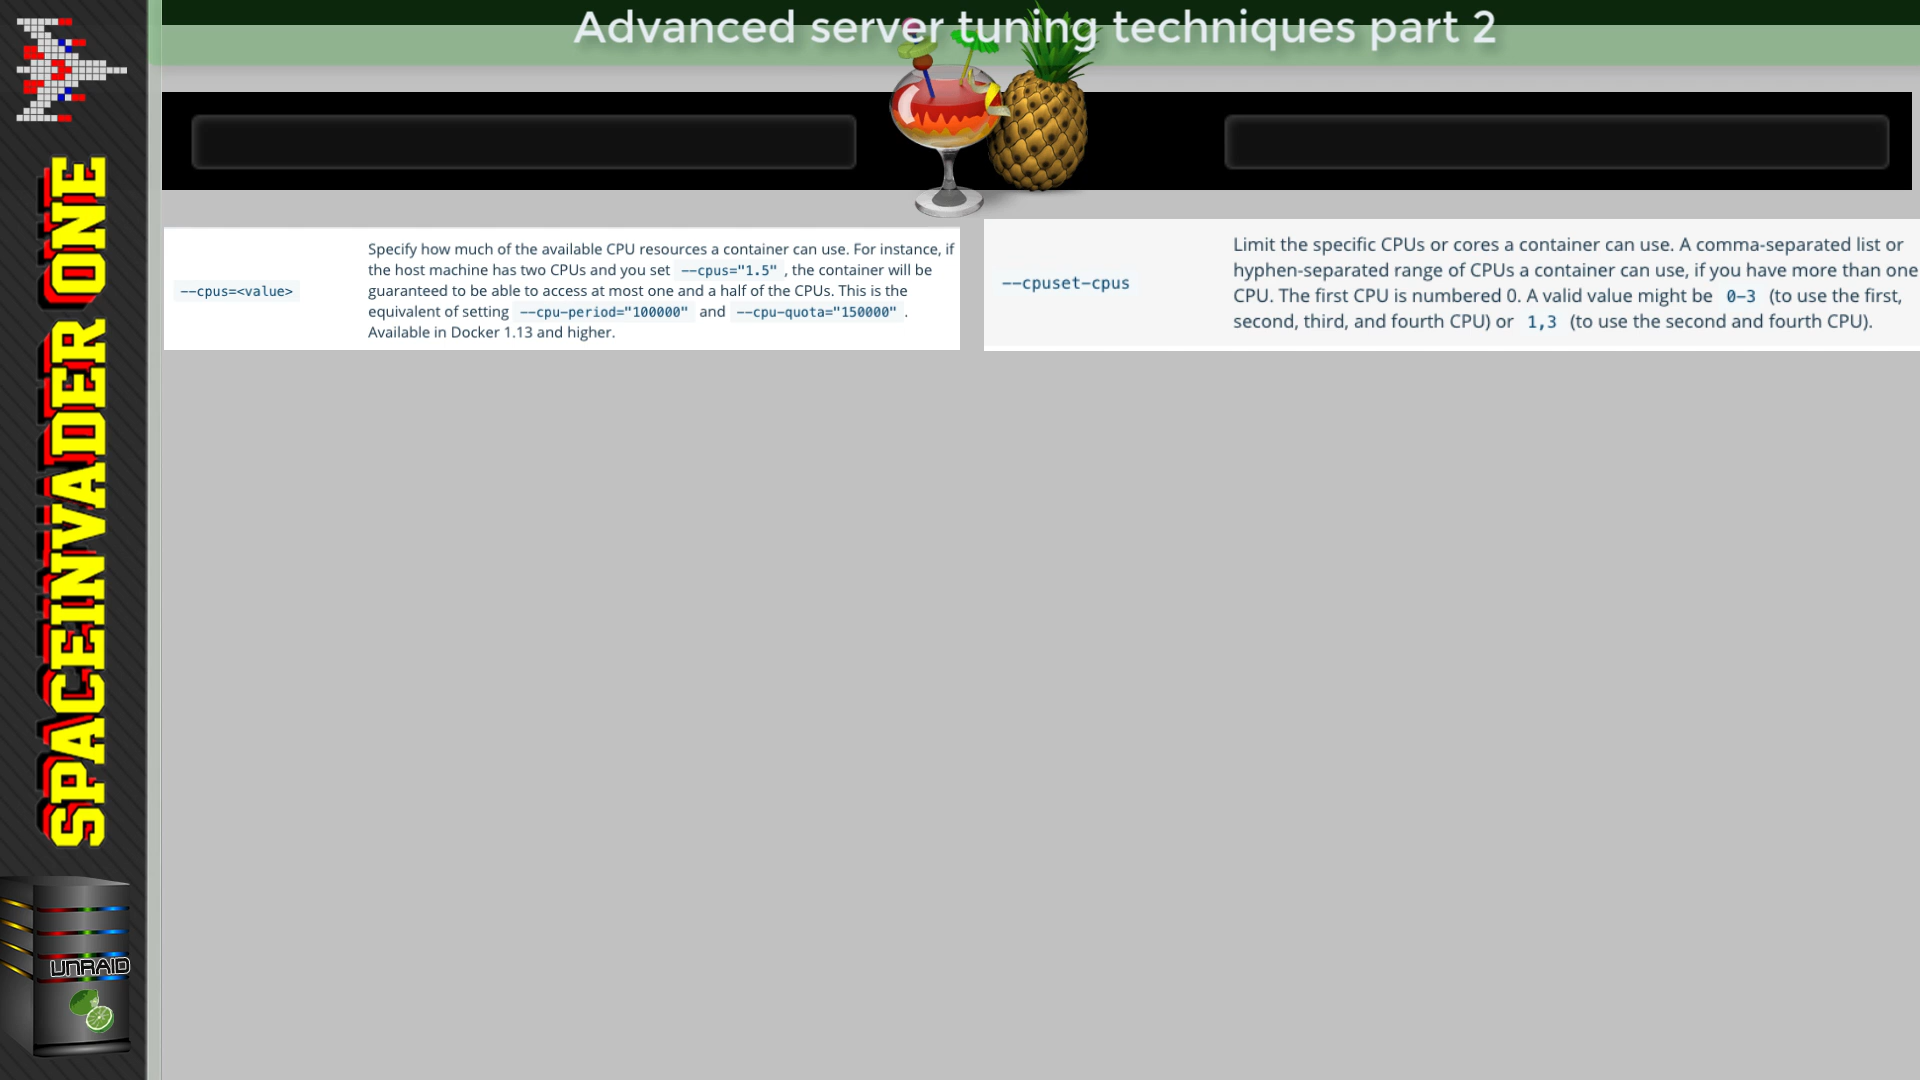 Advanced server tuning techniques part 2
SPACEINVADER ONE
--cpus=<value>
Specify how much of the available CPU resources a container can use. For instance, if
the host machine has two CPUs and you set --cpus="1.5" , the container will be
guaranteed to be able to access at most one and a half of the CPUs. This is the
equivalent of setting --cpu-period="100000" and --cpu-quota="150000" .
Available in Docker 1.13 and higher.
--cpuset-cpus
Limit the specific CPUs or cores a container can use. A comma-separated list or
hyphen-separated range of CPUs a container can use, if you have more than one
CPU. The first CPU is numbered 0. A valid value might be 0-3 (to use the first,
second, third, and fourth CPU) or 1,3 (to use the second and fourth CPU).
UNRAID